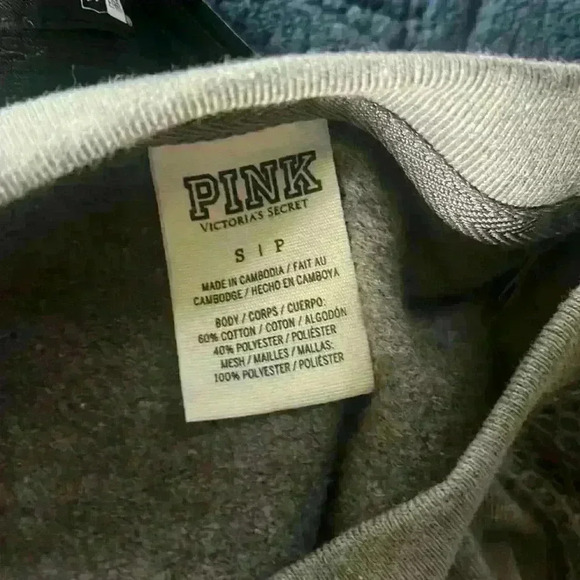 PINK
VICTORIA'S SECRET
S | P
MADE IN CAMBODIA / FAIT AU
CAMBODGE / HECHO EN CAMBOYA
BODY / CORPS / CUERPO:
60% COTTON / COTON / ALGODÓN
40% POLYESTER / POLIÉSTER
MESH / MAILLES / MALLAS:
100% POLYESTER / POLIÉSTER